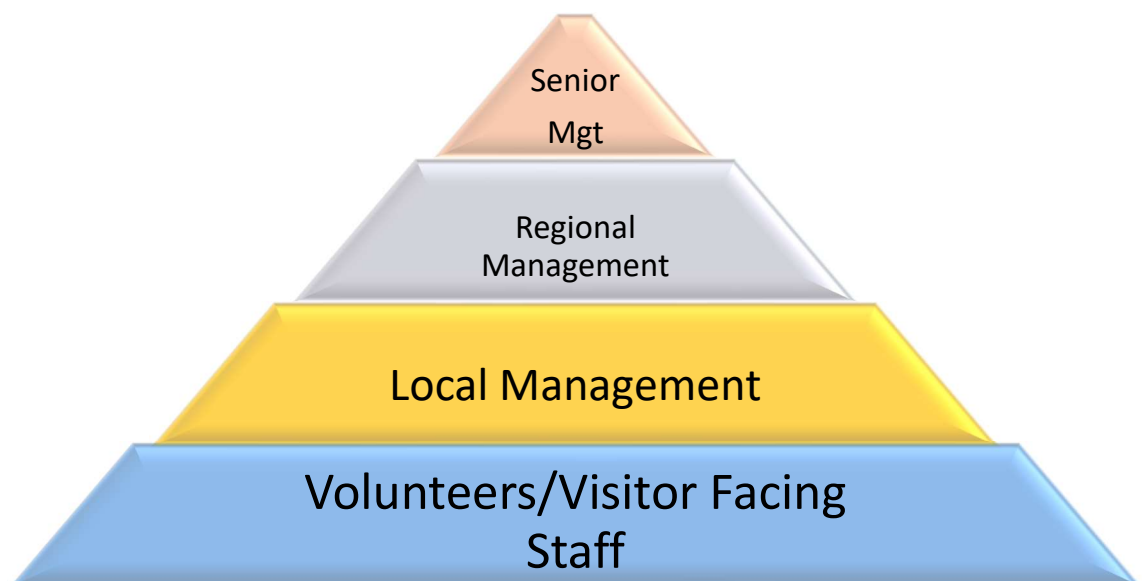 Senior
Mgt
Regional
Management
Local Management
Volunteers/Visitor Facing
Staff